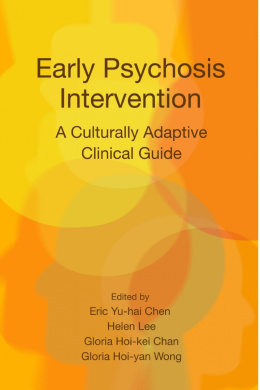 Early Psychosis
Intervention
A Culturally Adaptive
Clinical Guide
Edited by
Eric Yu-hai Chen
Helen Lee
Gloria Hoi-kei Chan
Gloria Hoi-yan Wong